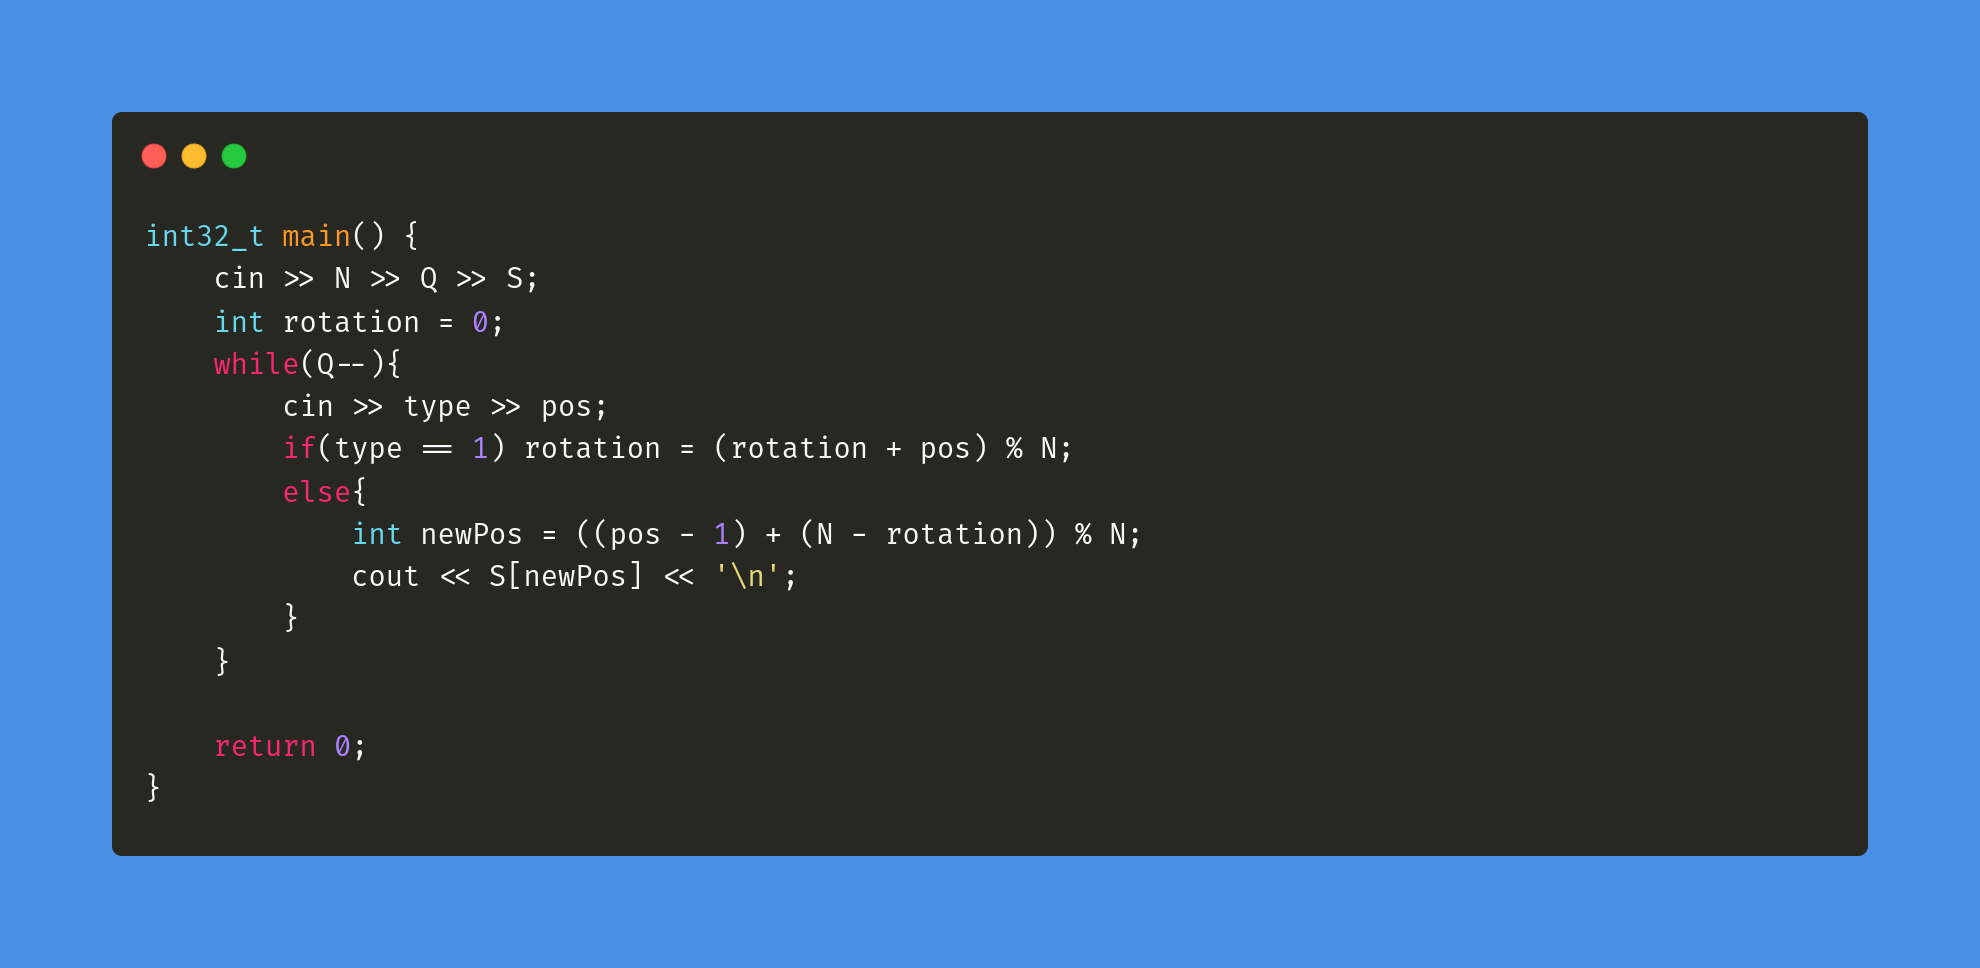 int32_t main() {
    cin >> N >> Q >> S;
    int rotation = 0;
    while(Q--){
        cin >> type >> pos;
        if(type == 1) rotation = (rotation + pos) % N;
        else{
            int newPos = ((pos - 1) + (N - rotation)) % N;
            cout << S[newPos] << '\n';
        }
    }

    return 0;
}